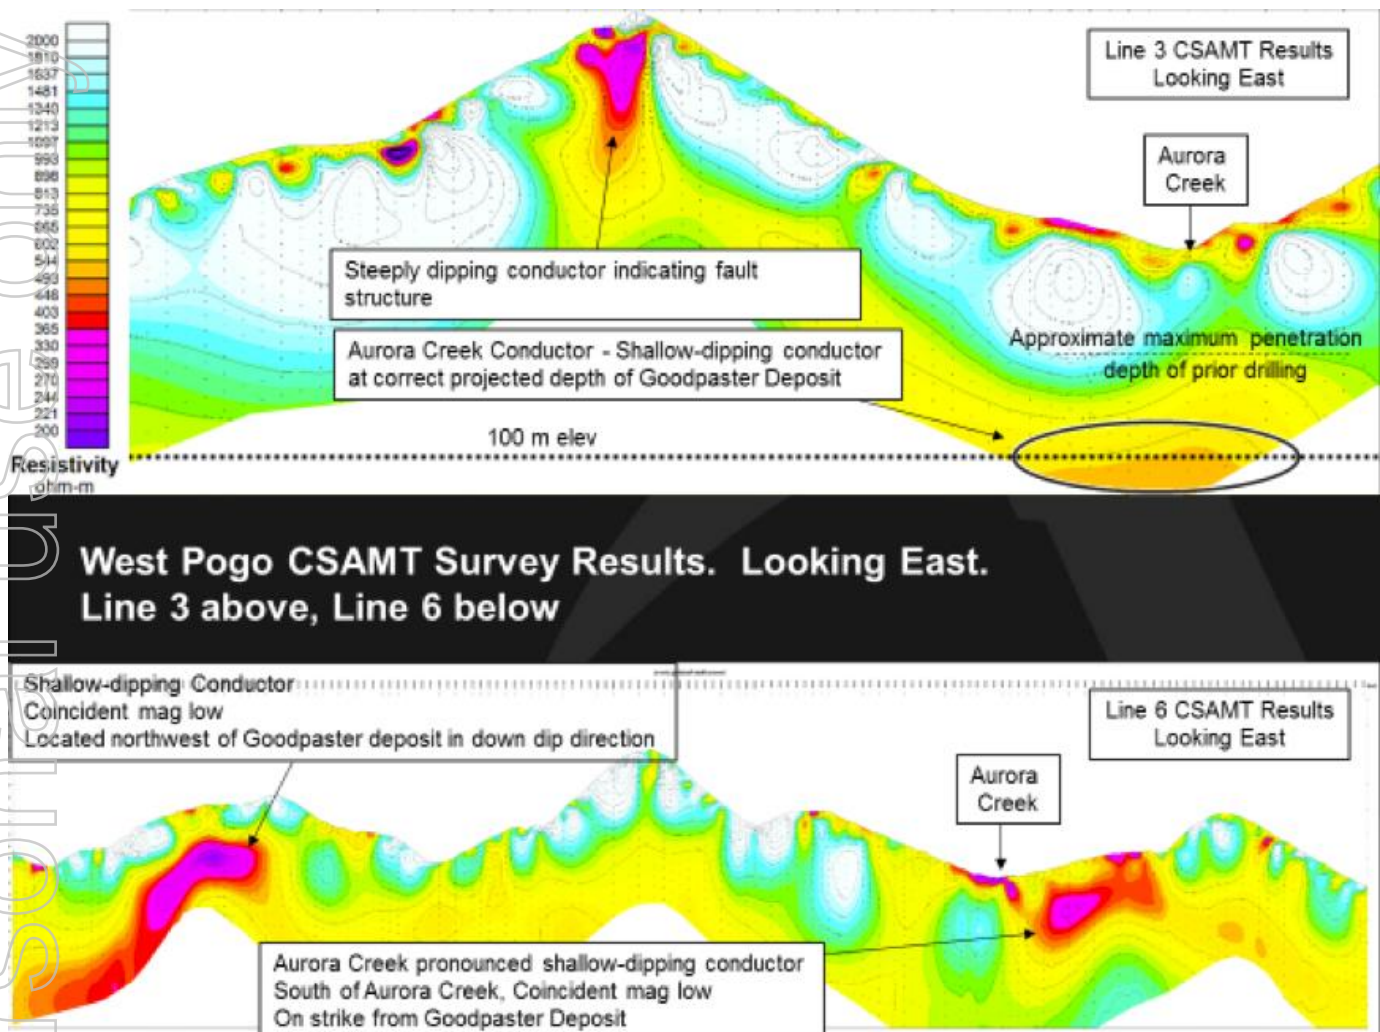 Line 3 CSAMT Results
Looking East
Aurora
Creek
2000
1810
1637
1481
1340
1213
1097
993
898
813
735
665
602
544
493
446
403
365
330
299
270
244
221
200
Resistivity
ohm-m
Steeply dipping conductor indicating fault
structure
Aurora Creek Conductor - Shallow-dipping conductor
at correct projected depth of Goodpaster Deposit
Approximate maximum penetration
depth of prior drilling
100 m elev
West Pogo CSAMT Survey Results. Looking East.
Line 3 above, Line 6 below
Shallow-dipping Conductor
Coincident mag low
Located northwest of Goodpaster deposit in down dip direction
Line 6 CSAMT Results
Looking East
Aurora
Creek
Aurora Creek pronounced shallow-dipping conductor
South of Aurora Creek, Coincident mag low
On strike from Goodpaster Deposit
sonal use only